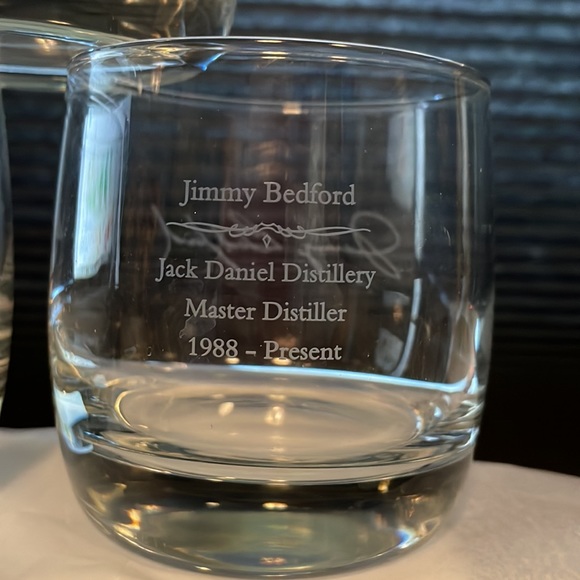 Jimmy Bedford
Jack Daniel Distillery
Master Distiller
1988 – Present